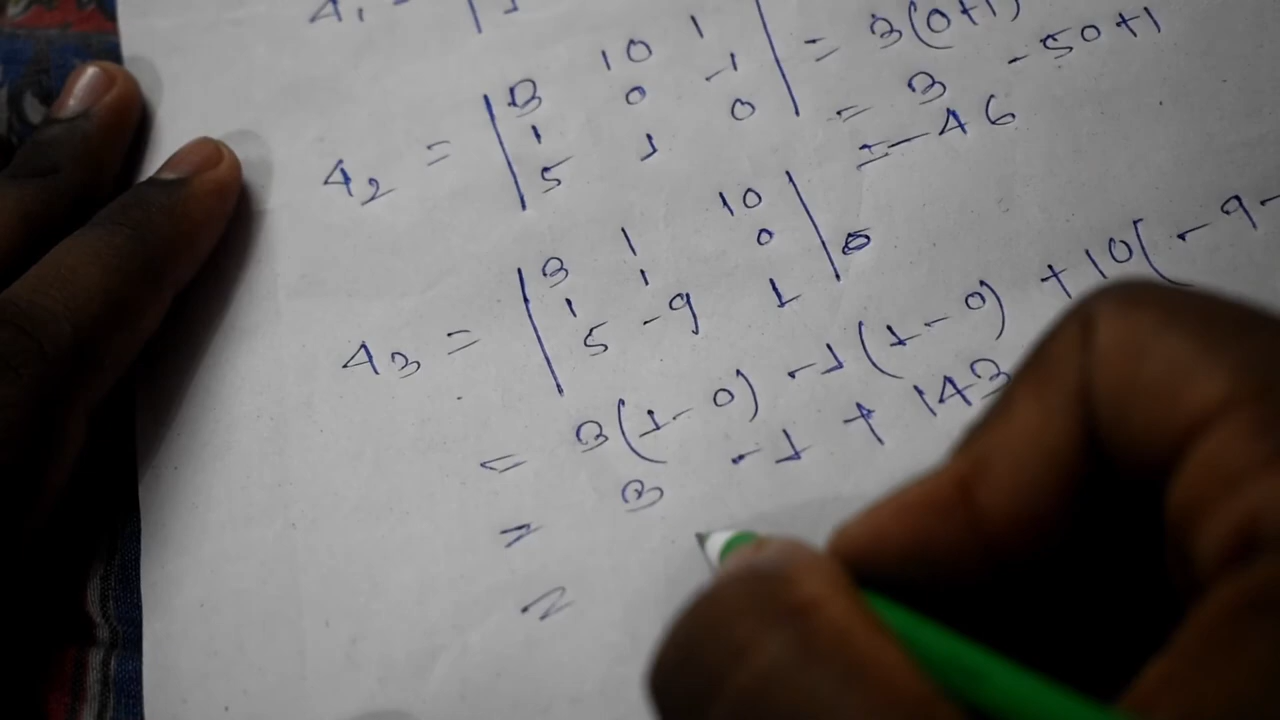 Δ₂ = | 3 10 1 | = 3(0+1)
| 1 0 -1 | = 3 -50+1
| 5 1 0 | = -46
Δ₃ = | 3 1 10 |
| 1 1 0 |
| 5 -9 1 |
= 3(1-0) -1(1-0) +10(-9-
= 3 -1 + 143
=